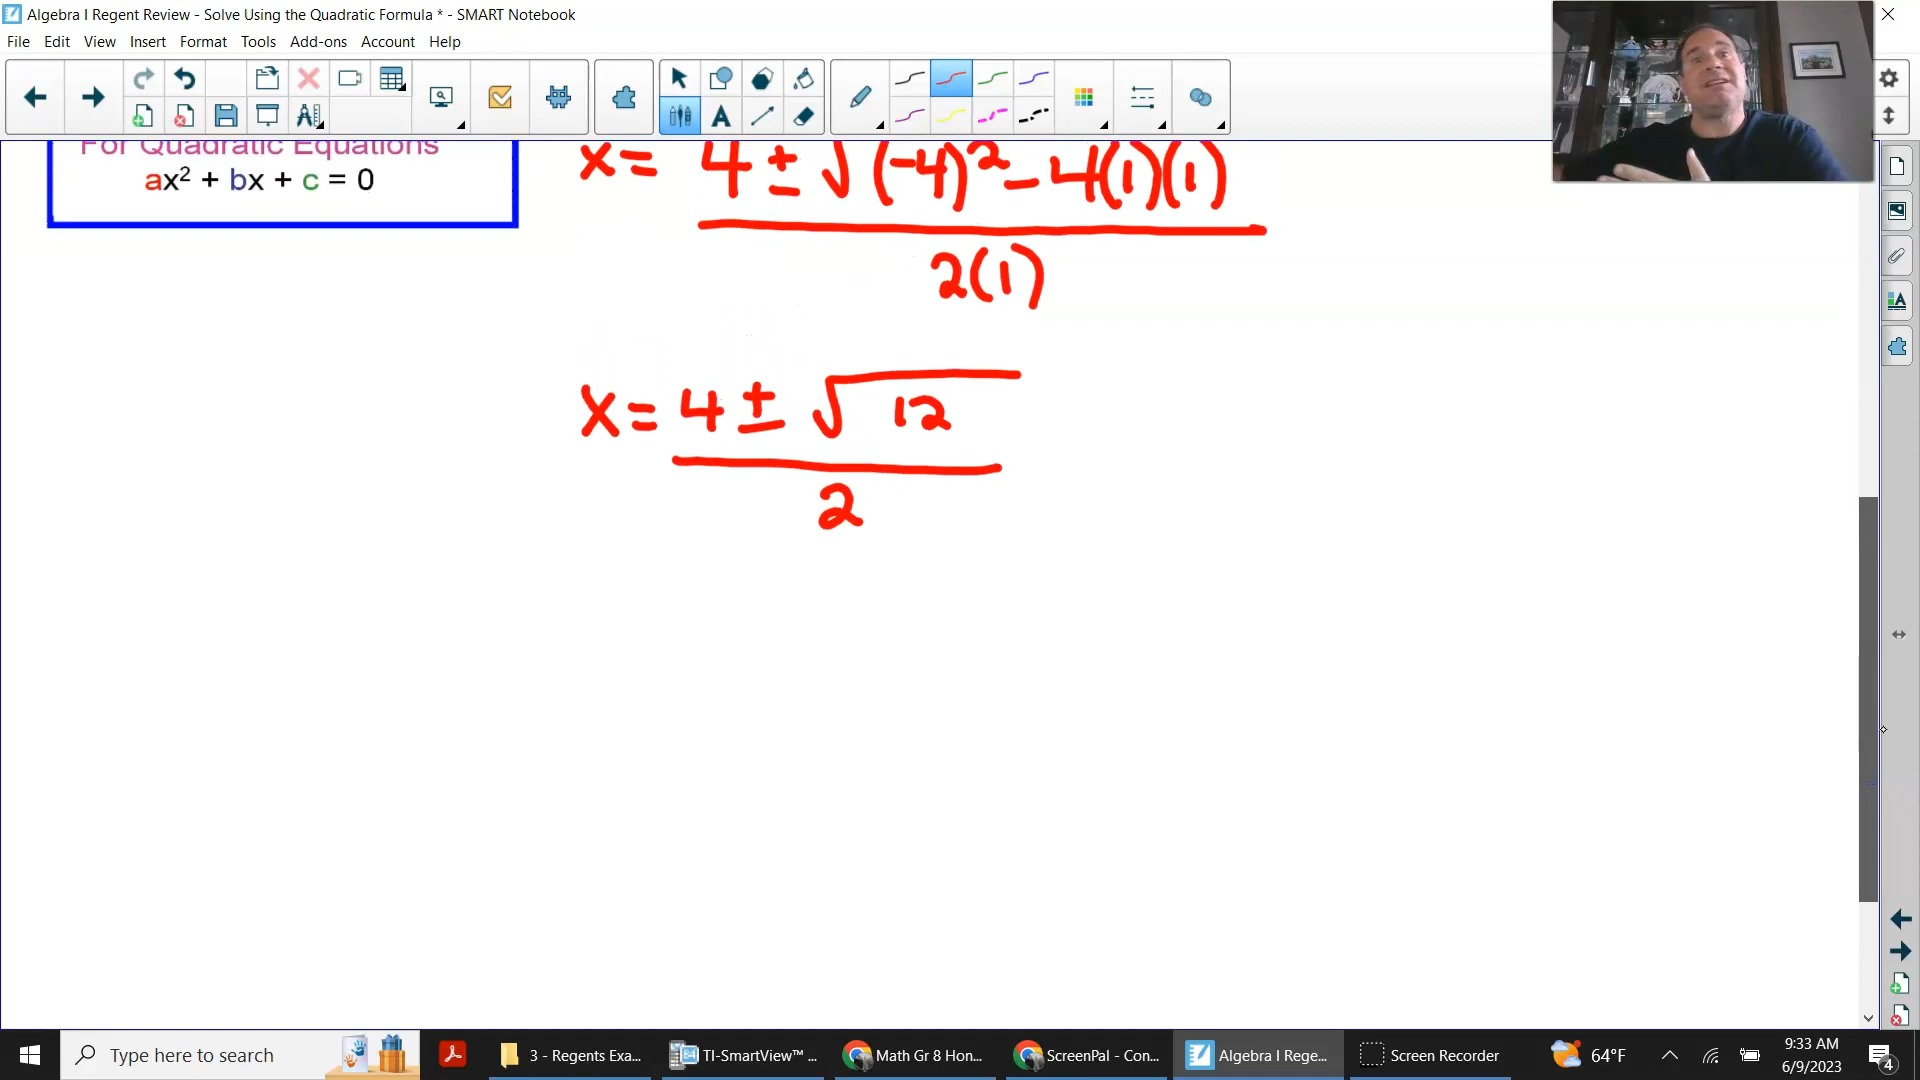 Algebra I Regent Review - Solve Using the Quadratic Formula * - SMART Notebook
File Edit View Insert Format Tools Add-ons Account Help
For Quadratic Equations
ax² + bx + c = 0
x = 4 ± √(-4)² - 4(1)(1)
2(1)
x = 4 ± √12
2
Type here to search
3 - Regents Exa...
TI-SmartView™ ...
Math Gr 8 Hon...
ScreenPal - Con...
Algebra I Rege...
Screen Recorder
64°F
9:33 AM
6/9/2023
4